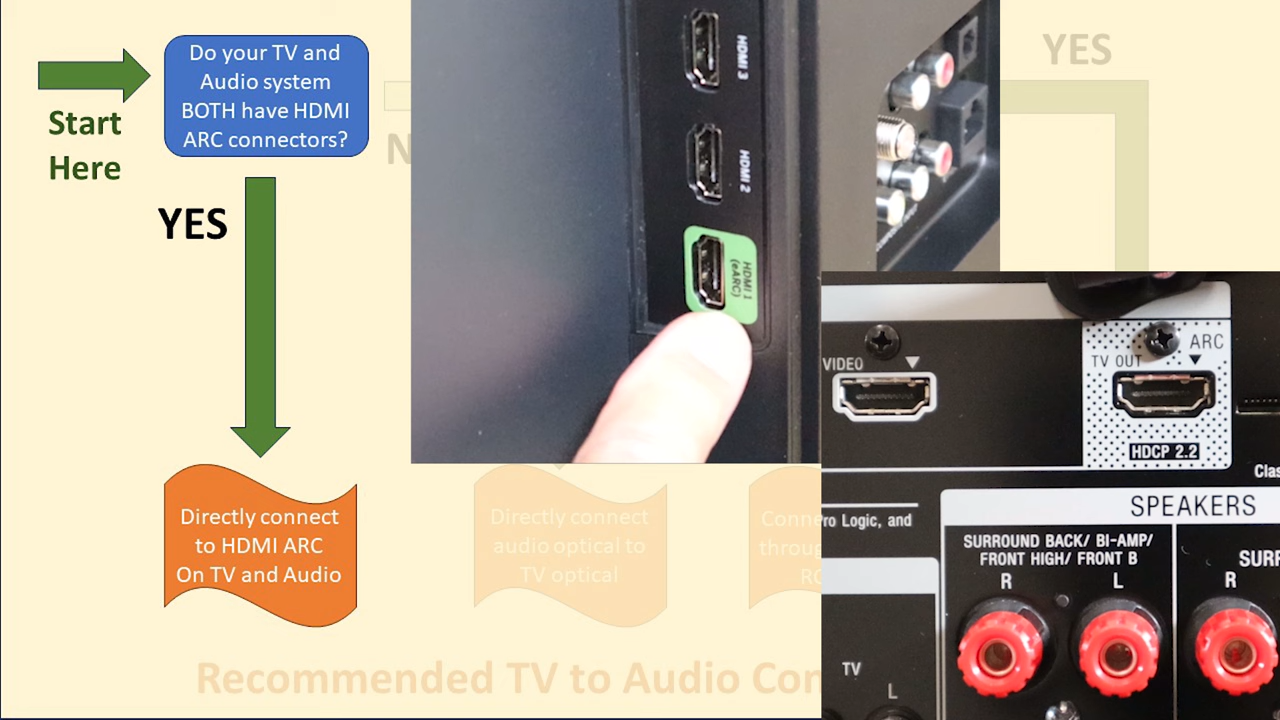 Start
Here
Do your TV and
Audio system
BOTH have HDMI
ARC connectors?
YES
YES
Directly connect
to HDMI ARC
On TV and Audio
Directly connect
audio optical to
TV optical
Recommended TV to Audio Con
HDMI 3
HDMI 2
HDMI 1
(eARC)
VIDEO
TV OUT
ARC
HDCP 2.2
Pro Logic, and
SPEAKERS
SURROUND BACK/ BI-AMP/
FRONT HIGH/ FRONT B
R
L
R
TV
L